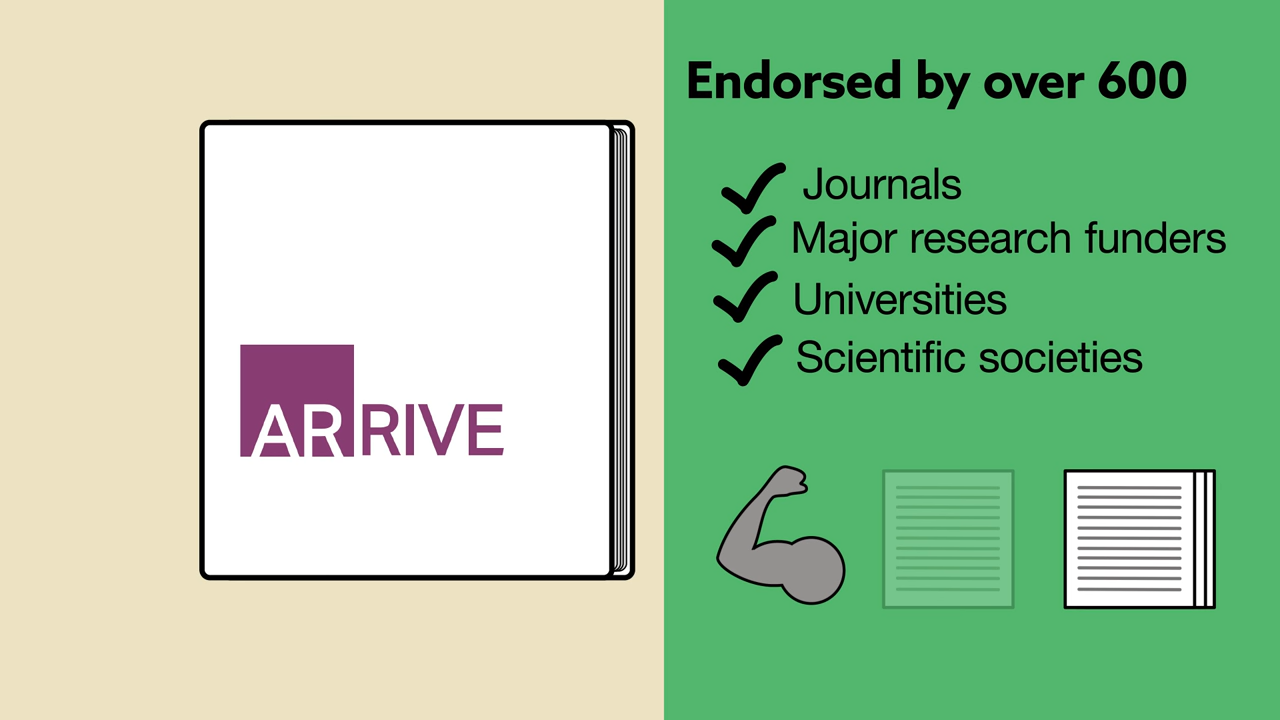 ARRIVE
Endorsed by over 600
Journals
Major research funders
Universities
Scientific societies